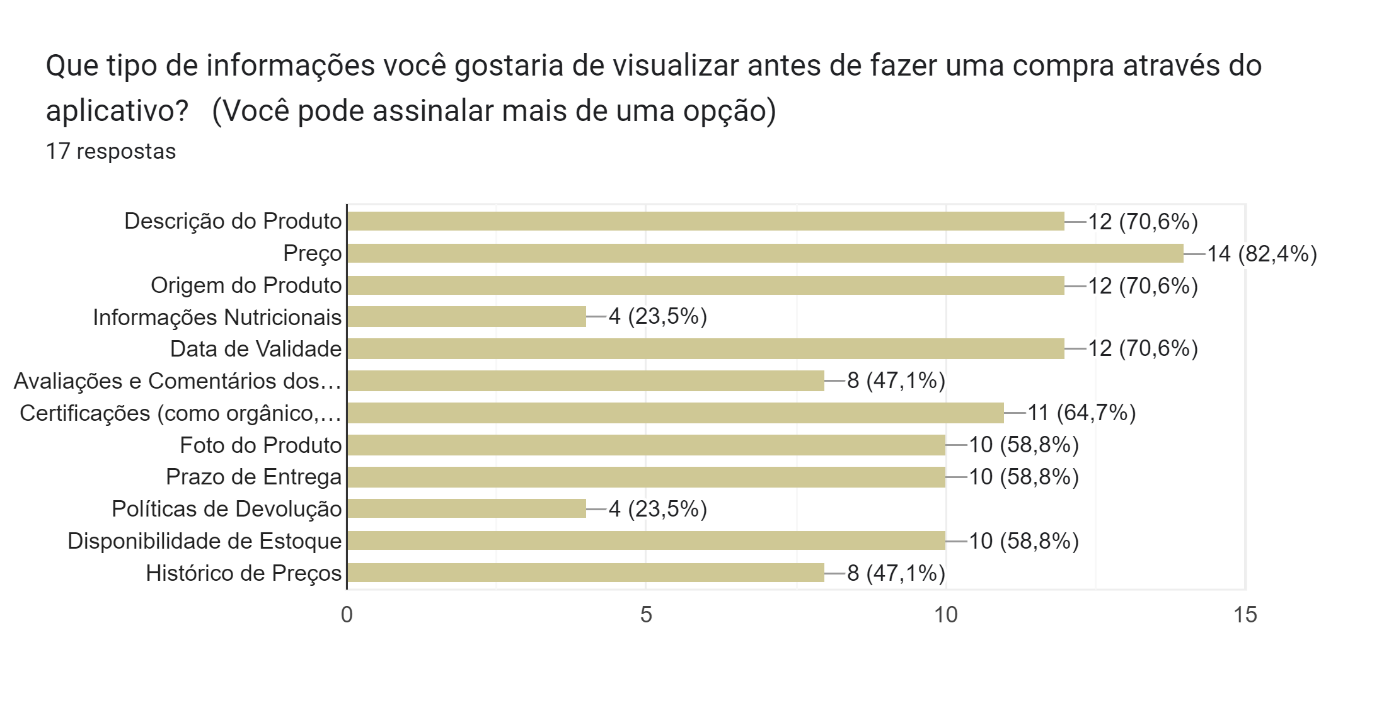 Que tipo de informações você gostaria de visualizar antes de fazer uma compra através do
aplicativo?   (Você pode assinalar mais de uma opção)
17 respostas
Descrição do Produto 12 (70,6%)
Preço 14 (82,4%)
Origem do Produto 12 (70,6%)
Informações Nutricionais 4 (23,5%)
Data de Validade 12 (70,6%)
Avaliações e Comentários dos… 8 (47,1%)
Certificações (como orgânico,… 11 (64,7%)
Foto do Produto 10 (58,8%)
Prazo de Entrega 10 (58,8%)
Políticas de Devolução 4 (23,5%)
Disponibilidade de Estoque 10 (58,8%)
Histórico de Preços 8 (47,1%)
0 5 10 15